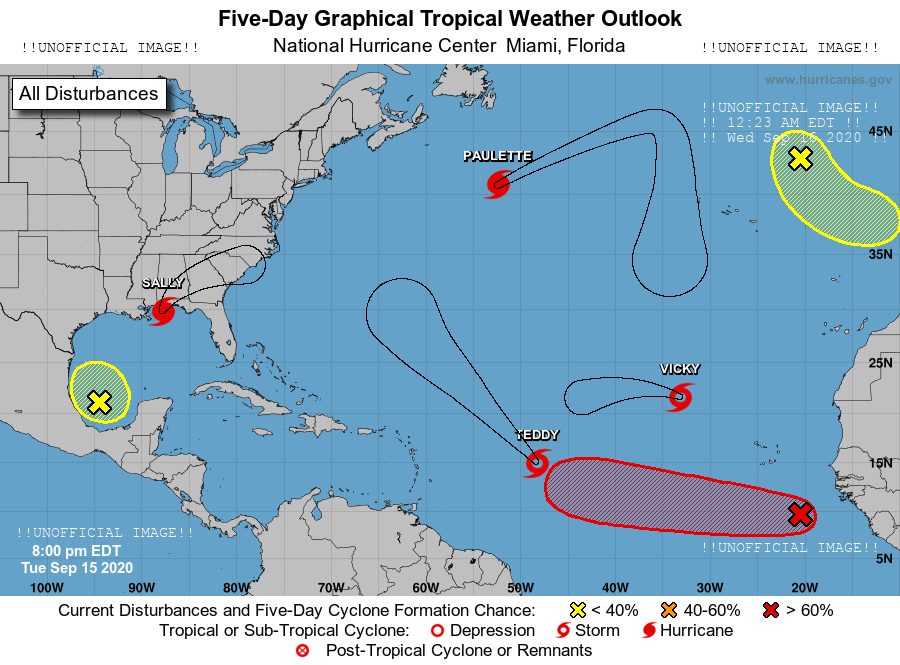 Five-Day Graphical Tropical Weather Outlook
!!UNOFFICIAL IMAGE!!
National Hurricane Center Miami, Florida
!!UNOFFICIAL IMAGE!!
All Disturbances
www.hurricanes.gov
!!UNOFFICIAL IMAGE!!
!! 12:23 AM EDT !!
!! Wed Sep 16 2020 !!
45N
PAULETTE
35N
SALLY
25N
VICKY
TEDDY
15N
!!UNOFFICIAL IMAGE!!
8:00 pm EDT
Tue Sep 15 2020
!!UNOFFICIAL IMAGE!!
5N
100W 90W 80W 70W 60W 50W 40W 30W 20W
Current Disturbances and Five-Day Cyclone Formation Chance: < 40% 40-60% > 60%
Tropical or Sub-Tropical Cyclone: Depression Storm Hurricane
Post-Tropical Cyclone or Remnants